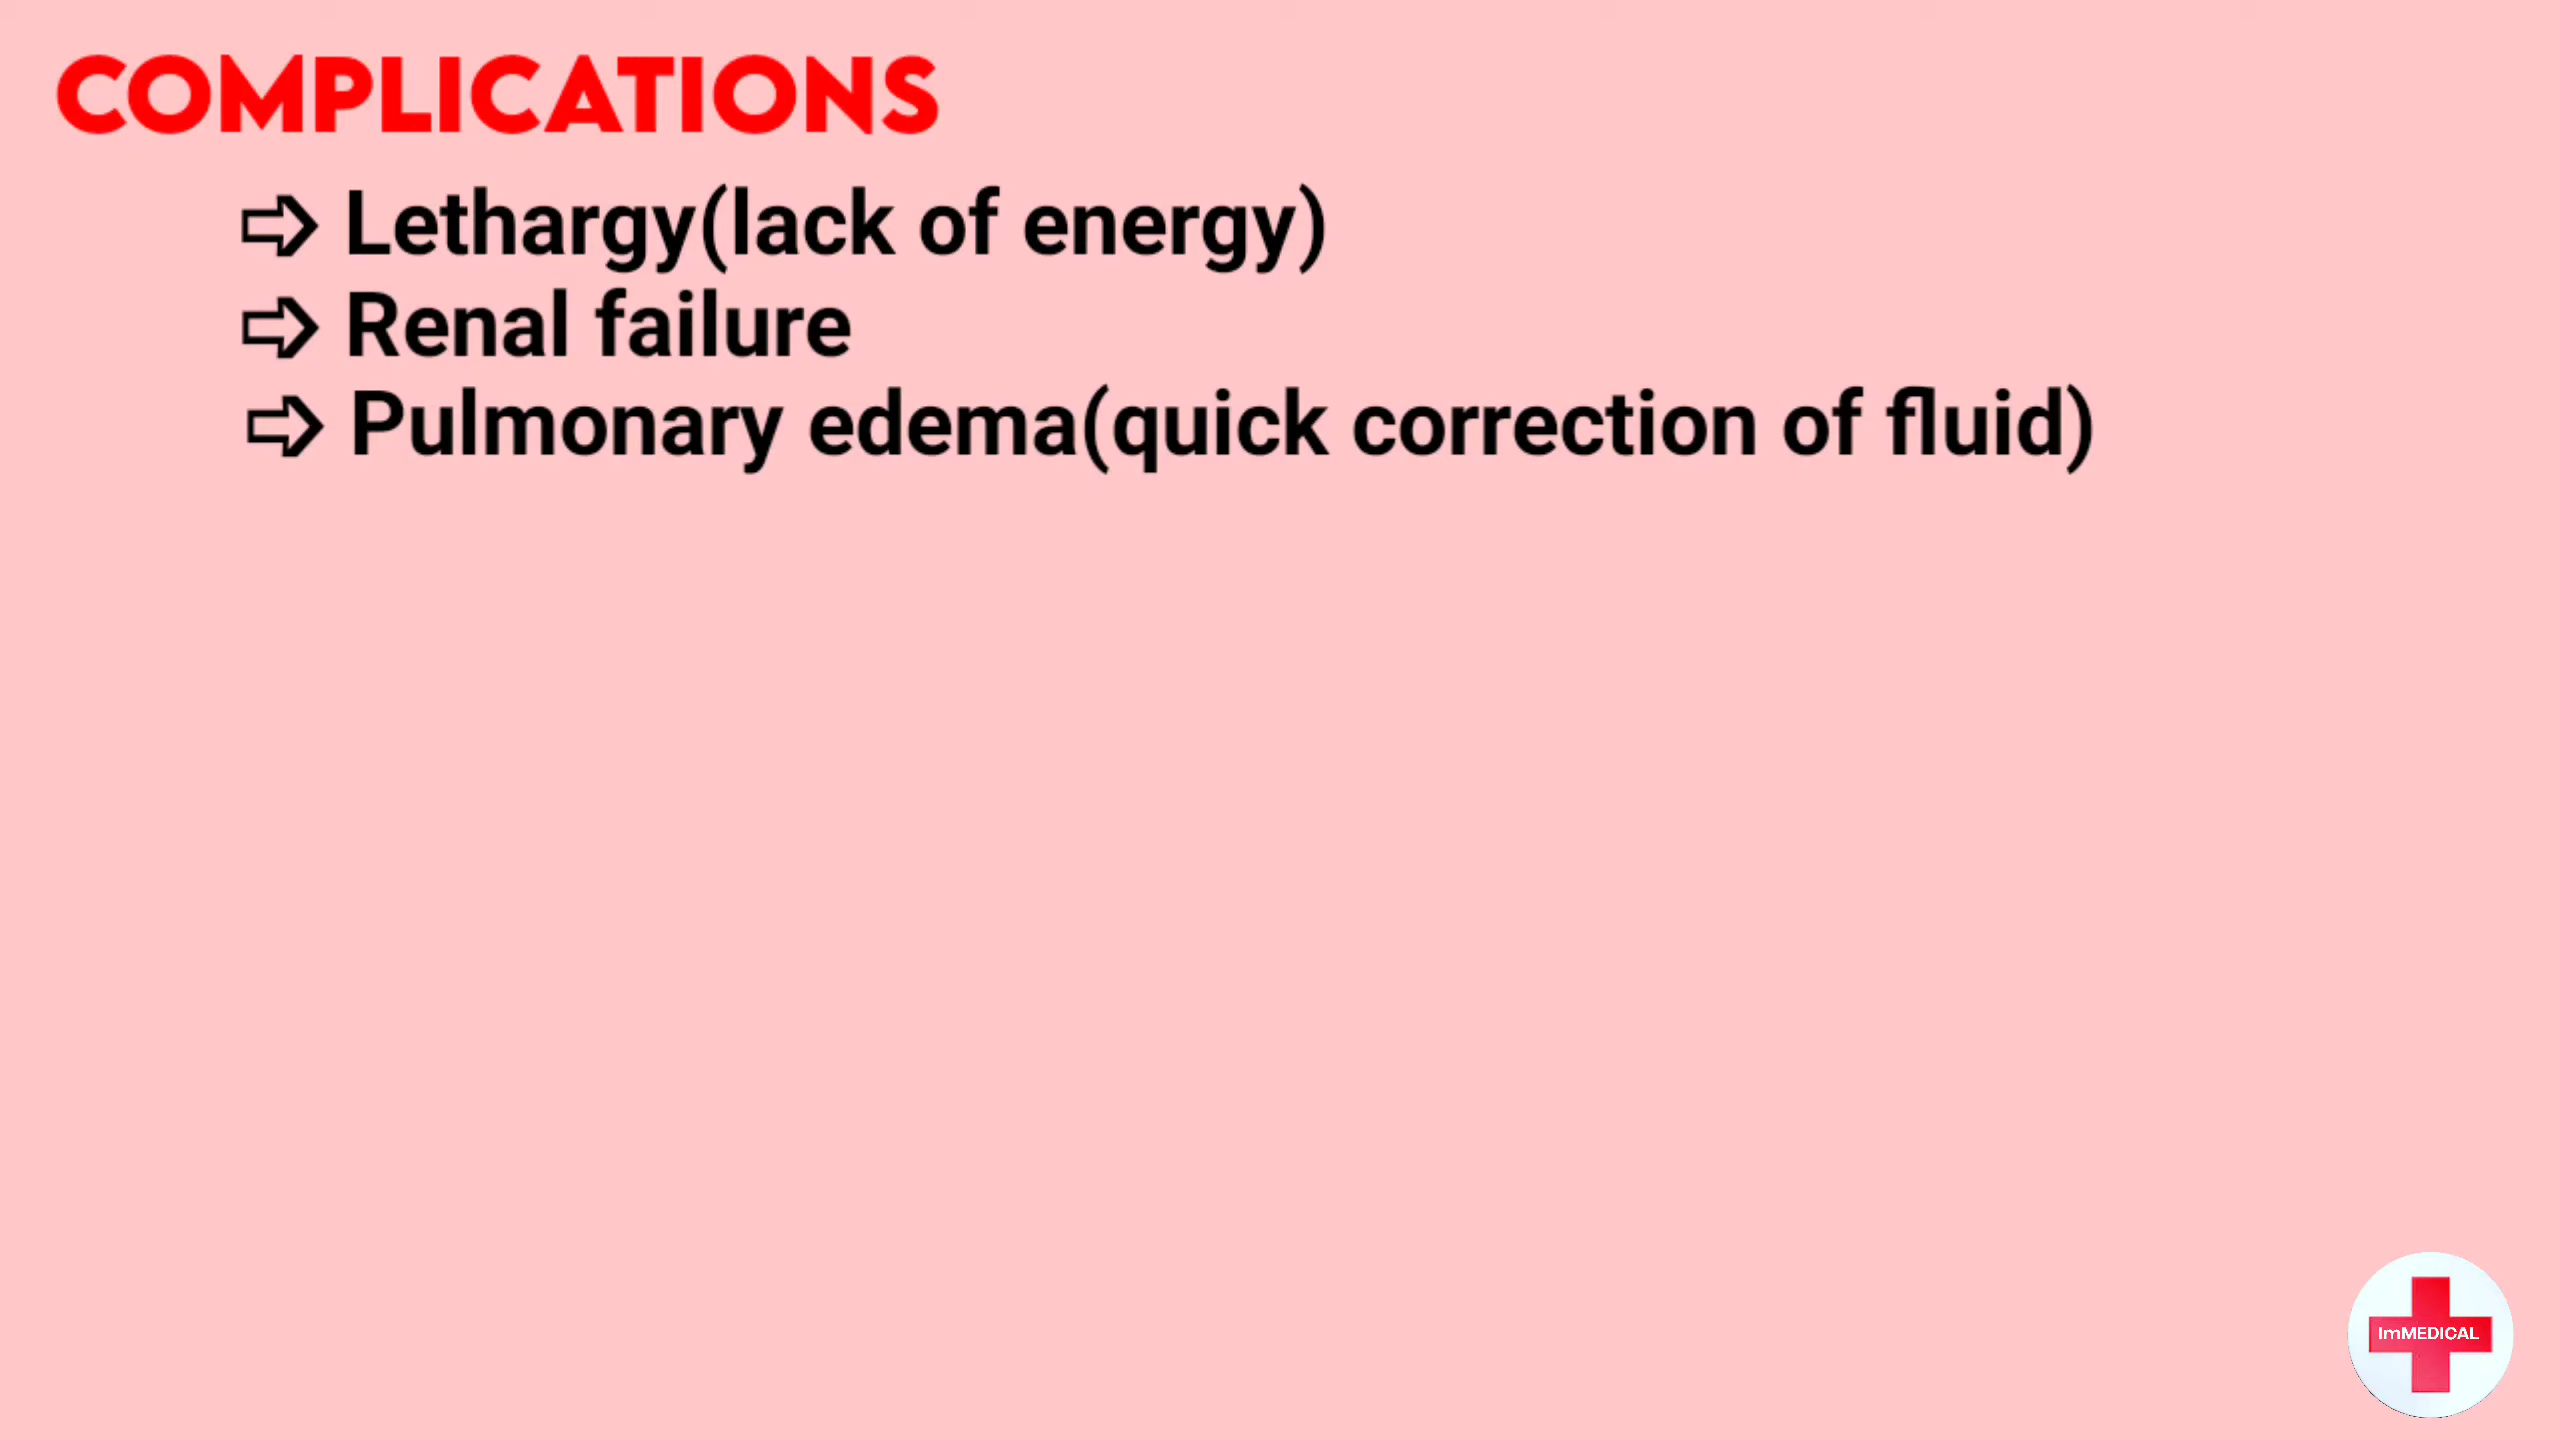 COMPLICATIONS
➩ Lethargy(lack of energy)
➩ Renal failure
➩ Pulmonary edema(quick correction of fluid)
ImMEDICAL